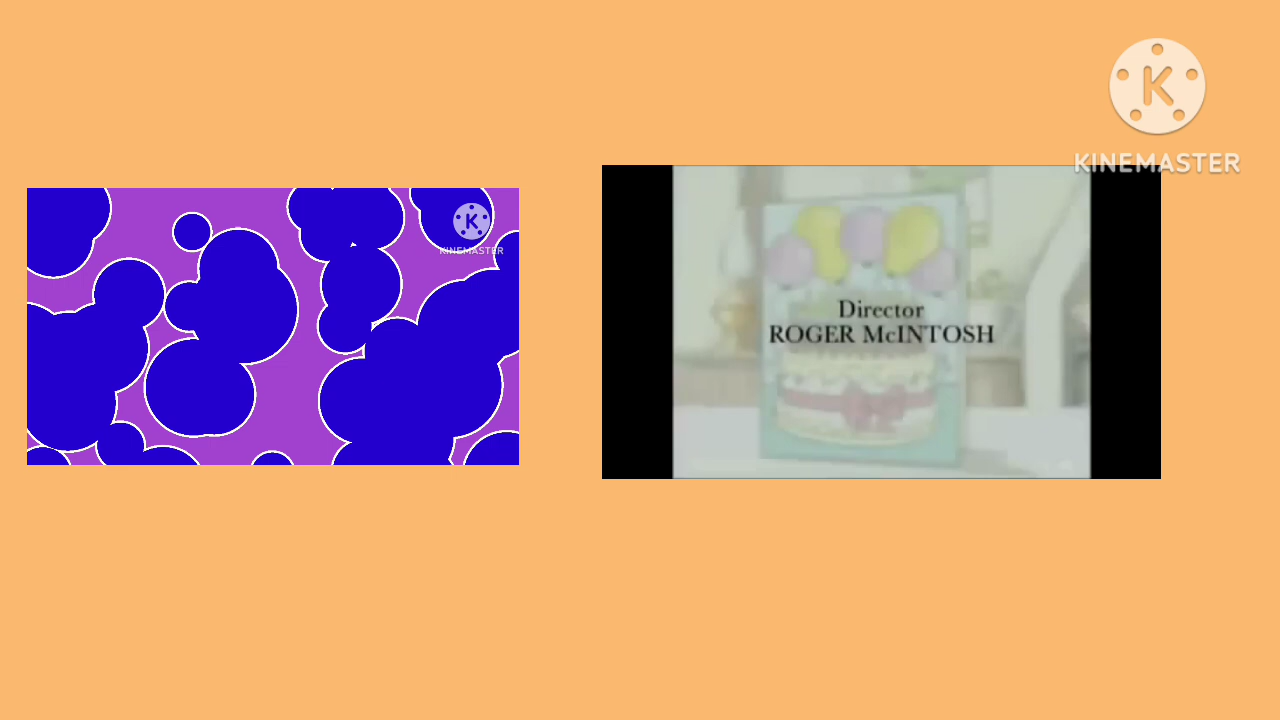 K
KINEMASTER
K
KINEMASTER
Director
ROGER McINTOSH